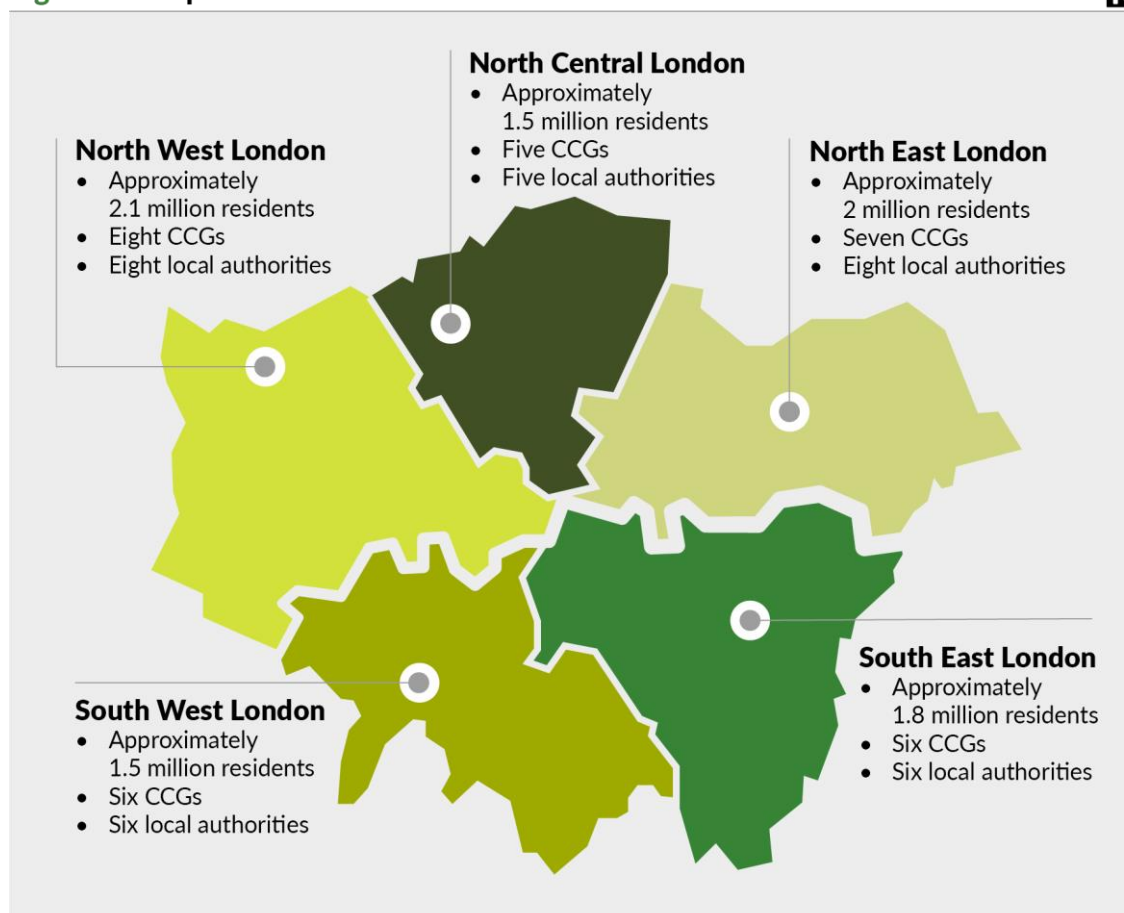 North Central London
• Approximately
1.5 million residents
• Five CCGs
• Five local authorities
North West London
• Approximately
2.1 million residents
• Eight CCGs
• Eight local authorities
North East London
• Approximately
2 million residents
• Seven CCGs
• Eight local authorities
South East London
• Approximately
1.8 million residents
• Six CCGs
• Six local authorities
South West London
• Approximately
1.5 million residents
• Six CCGs
• Six local authorities